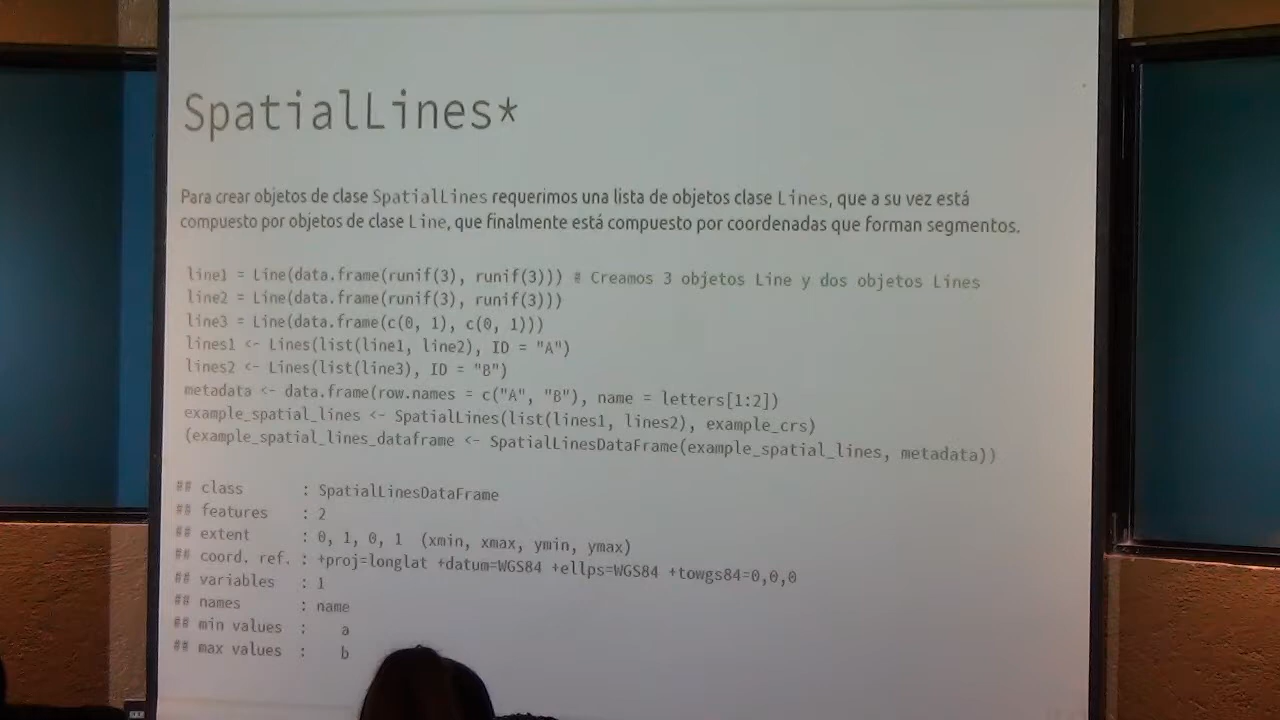 SpatialLines*
Para crear objetos de clase SpatialLines requerimos una lista de objetos clase Lines, que a su vez está
compuesto por objetos de clase Line, que finalmente está compuesto por coordenadas que forman segmentos.
line1 = Line(data.frame(runif(3), runif(3))) # Creamos 3 objetos Line y dos objetos Lines
line2 = Line(data.frame(runif(3), runif(3)))
line3 = Line(data.frame(c(0, 1), c(0, 1)))
lines1 <- Lines(list(line1, line2), ID = "A")
lines2 <- Lines(list(line3), ID = "B")
metadata <- data.frame(row.names = c("A", "B"), name = letters[1:2])
example_spatial_lines <- SpatialLines(list(lines1, lines2), example_crs)
(example_spatial_lines_dataframe <- SpatialLinesDataFrame(example_spatial_lines, metadata))
## class       : SpatialLinesDataFrame
## features    : 2
## extent      : 0, 1, 0, 1  (xmin, xmax, ymin, ymax)
## coord. ref. : +proj=longlat +datum=WGS84 +ellps=WGS84 +towgs84=0,0,0
## variables   : 1
## names       : name
## min values  :    a
## max values  :    b